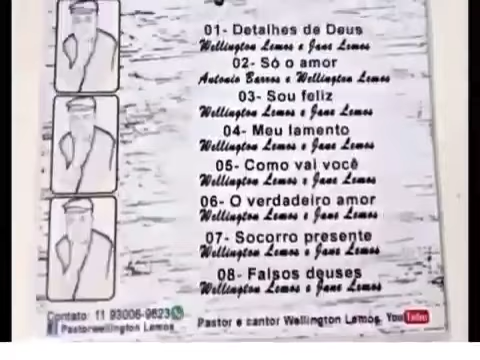 01- Detalhes de Deus
Wellington Lemos e Jane Lemos
02- Só o amor
Antonio Barros e Wellington Lemos
03- Sou feliz
Wellington Lemos e Jane Lemos
04- Meu lamento
Wellington Lemos e Jane Lemos
05- Como vai você
Wellington Lemos e Jane Lemos
06- O verdadeiro amor
Wellington Lemos e Jane Lemos
07- Socorro presente
Wellington Lemos e Jane Lemos
08- Falsos deuses
Wellington Lemos e Jane Lemos
Contato: 11 93006-9623
Pastorwellington Lemos
Pastor e cantor Wellington Lemos. YouTube